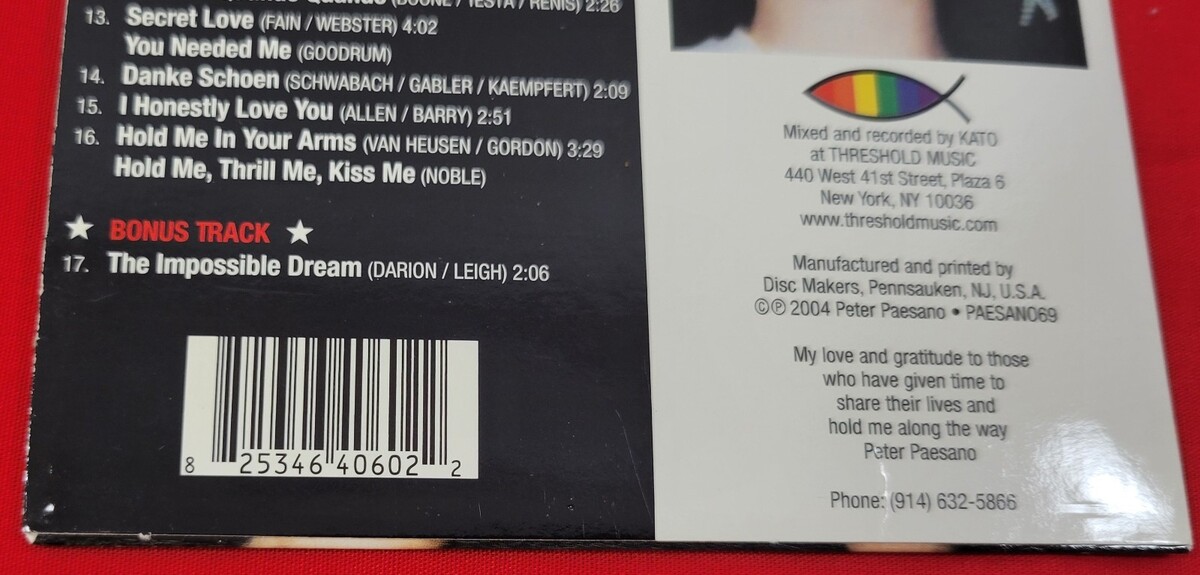 Quando (BOONE / TESTA / RENIS) 2:26
13. Secret Love (FAIN / WEBSTER) 4:02
You Needed Me (GOODRUM)
14. Danke Schoen (SCHWABACH / GABLER / KAEMPFERT) 2:09
15. I Honestly Love You (ALLEN / BARRY) 2:51
16. Hold Me In Your Arms (VAN HEUSEN / GORDON) 3:29
Hold Me, Thrill Me, Kiss Me (NOBLE)
BONUS TRACK
17. The Impossible Dream (DARION / LEIGH) 2:06
8 25346 40602 2
Mixed and recorded by KATO
at THRESHOLD MUSIC
440 West 41st Street, Plaza 6
New York, NY 10036
www.thresholdmusic.com
Manufactured and printed by
Disc Makers, Pennsauken, NJ, U.S.A.
©℗ 2004 Peter Paesano • PAESANO69
My love and gratitude to those
who have given time to
share their lives and
hold me along the way
Peter Paesano
Phone: (914) 632-5866